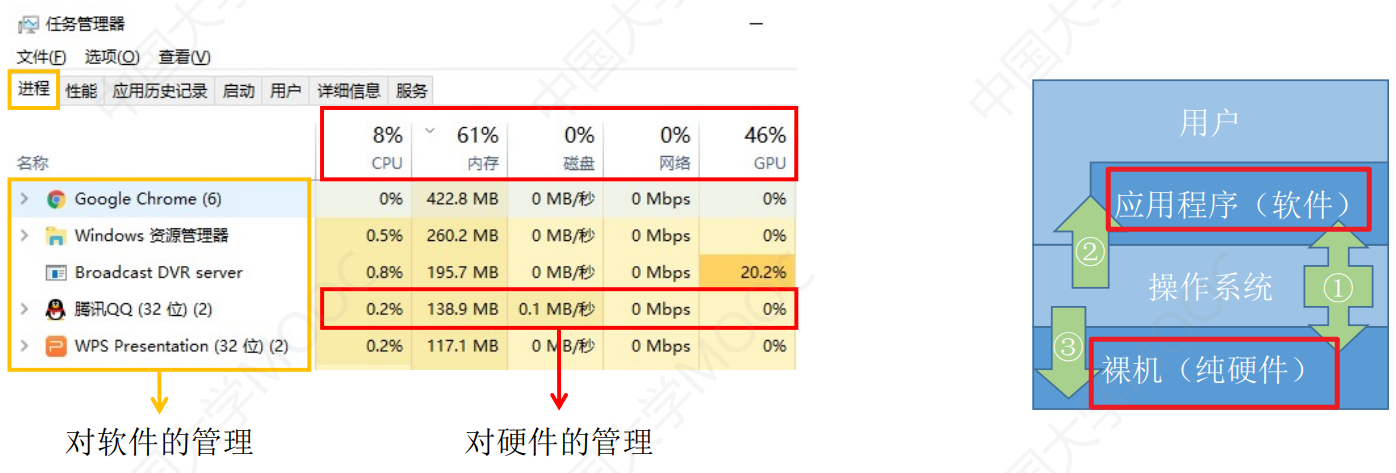 任务管理器
文件(F) 选项(O) 查看(V)
进程 性能 应用历史记录 启动 用户 详细信息 服务
8% 61% 0% 0% 46%
名称 CPU 内存 磁盘 网络 GPU
Google Chrome (6) 0% 422.8 MB 0 MB/秒 0 Mbps 0%
Windows 资源管理器 0.5% 260.2 MB 0 MB/秒 0 Mbps 0%
Broadcast DVR server 0.8% 195.7 MB 0 MB/秒 0 Mbps 20.2%
腾讯QQ (32 位) (2) 0.2% 138.9 MB 0.1 MB/秒 0 Mbps 0%
WPS Presentation (32 位) (2) 0.2% 117.1 MB 0 MB/秒 0 Mbps 0%
对软件的管理 对硬件的管理
用户
应用程序（软件）
②
操作系统 ①
③
裸机（纯硬件）
中国大学MOOC